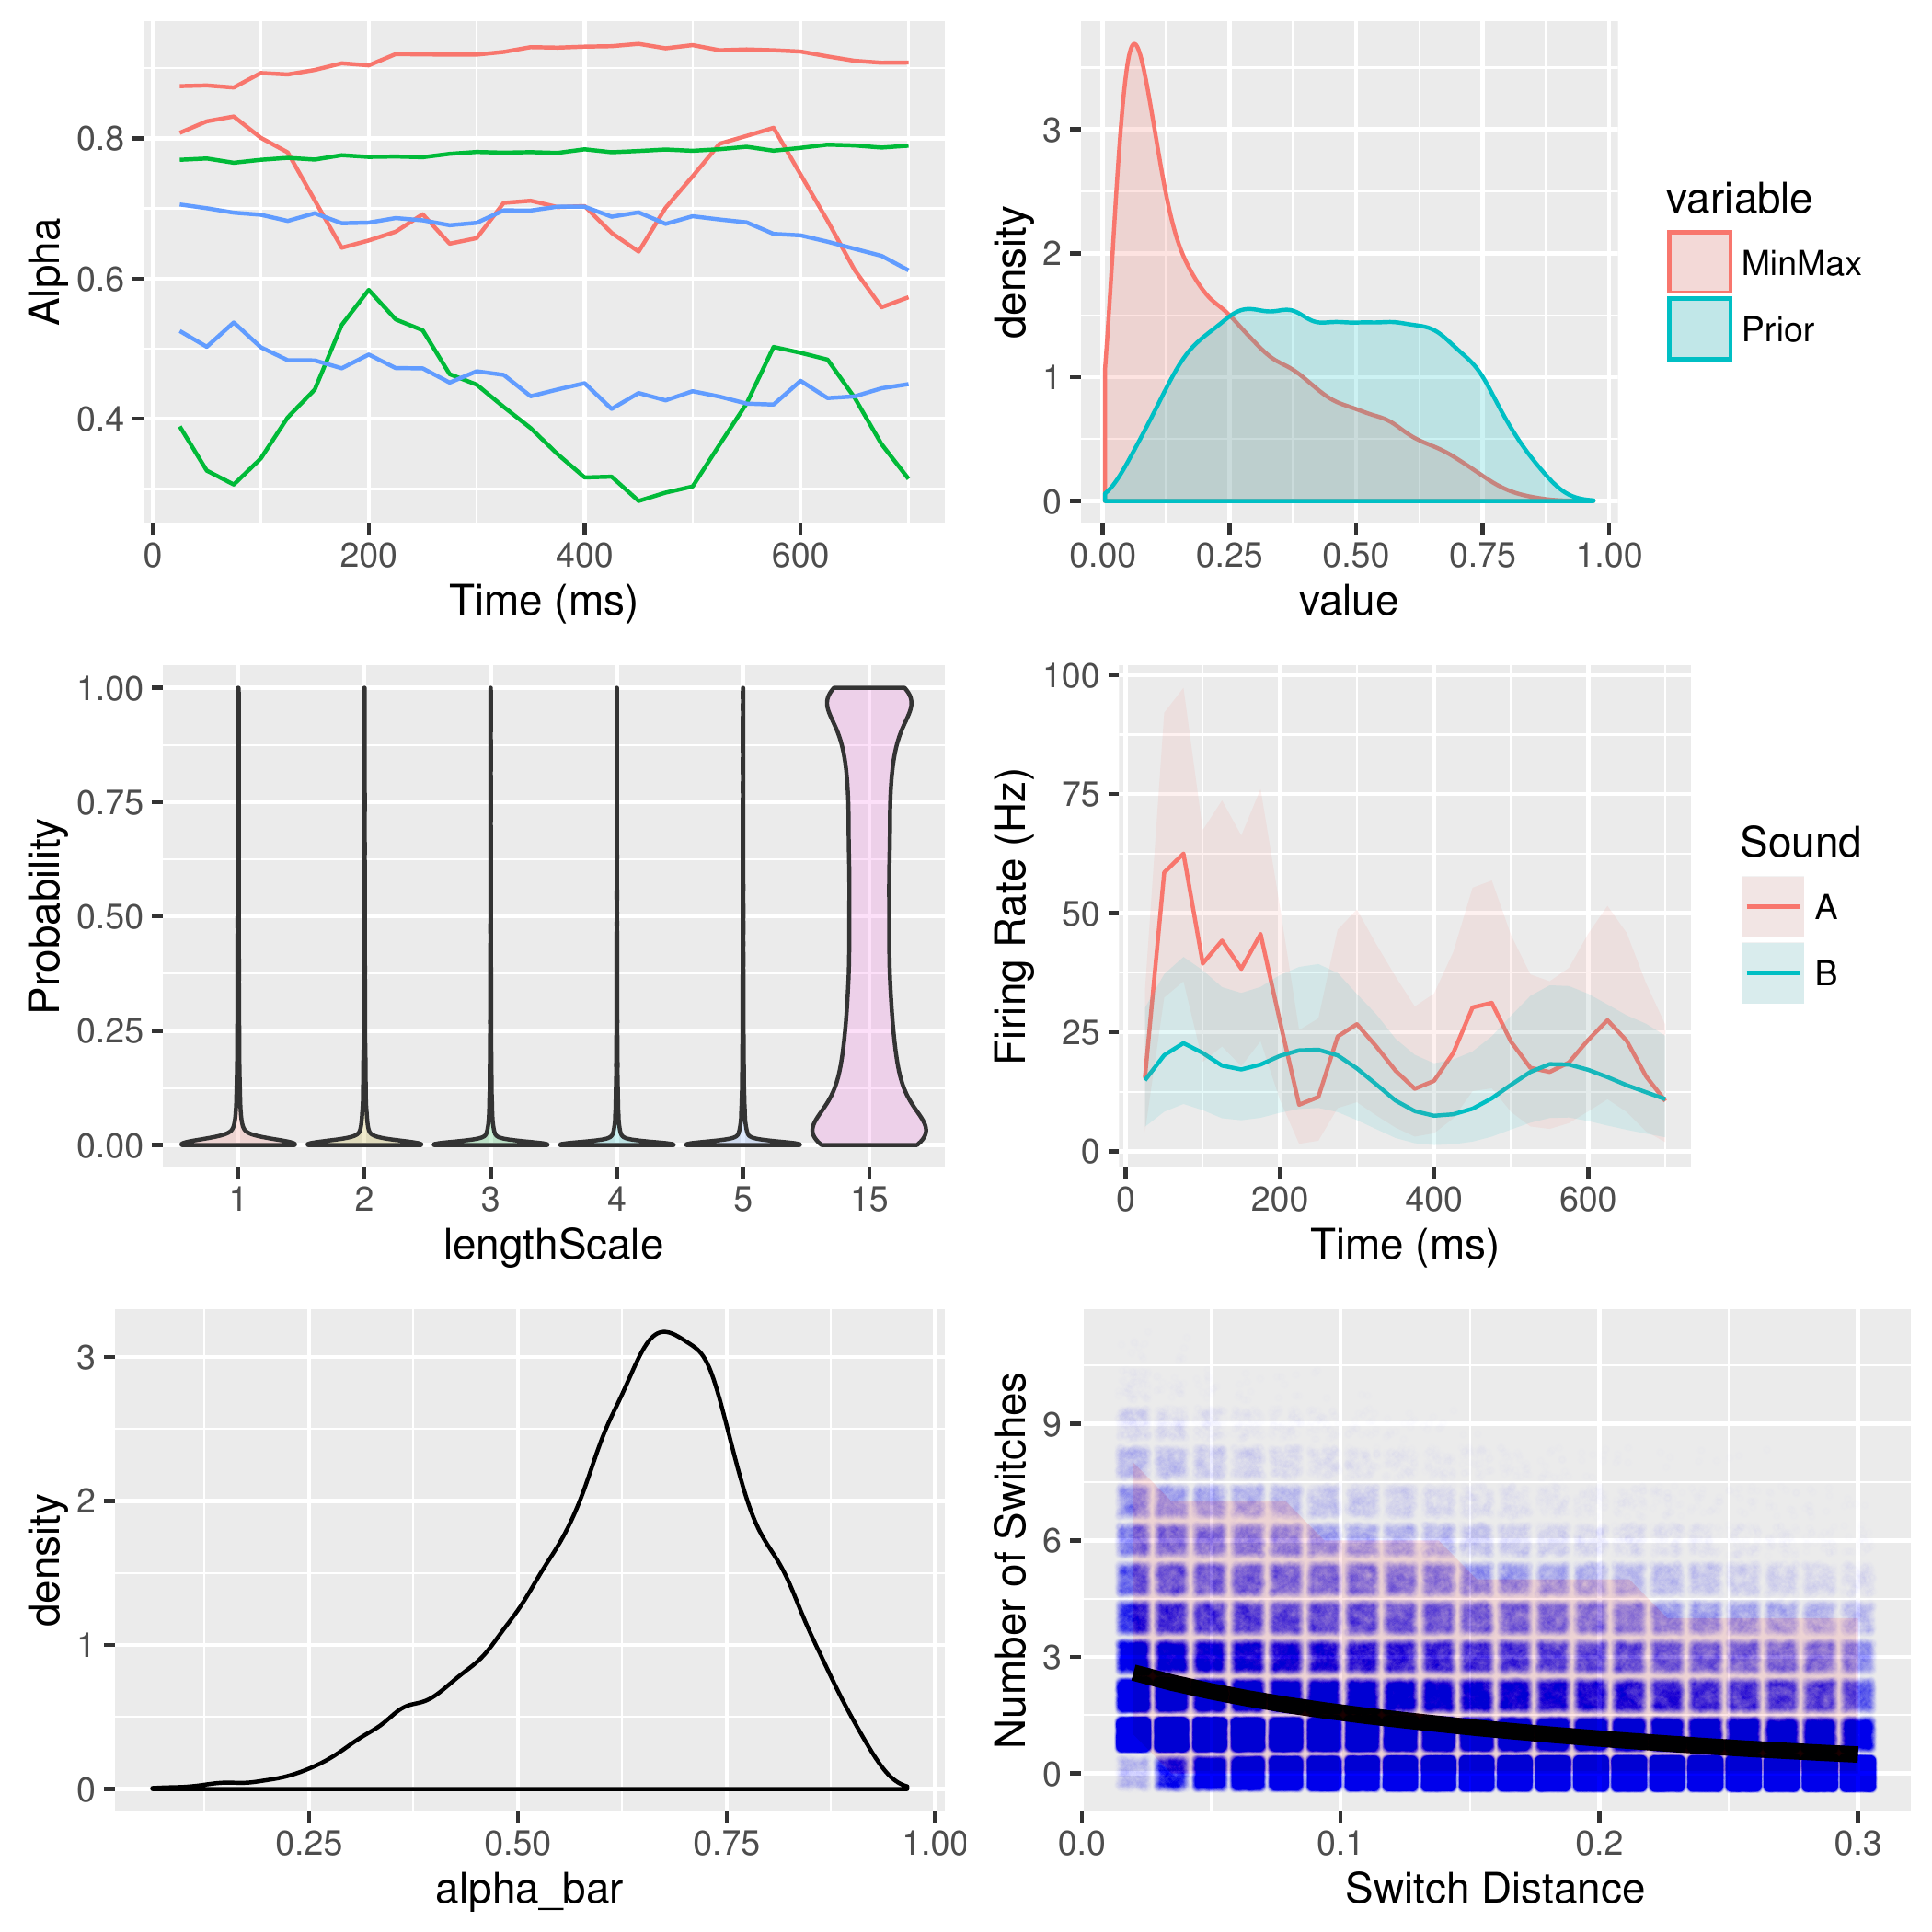 Alpha
0.8
0.6
0.4
0 200 400 600
Time (ms)
density
3
2
1
0
0.00 0.25 0.50 0.75 1.00
value
variable
MinMax
Prior
Probability
1.00
0.75
0.50
0.25
0.00
1 2 3 4 5 15
lengthScale
Firing Rate (Hz)
100
75
50
25
0
0 200 400 600
Time (ms)
Sound
A
B
density
3
2
1
0
0.25 0.50 0.75 1.00
alpha_bar
Number of Switches
9
6
3
0
0.0 0.1 0.2 0.3
Switch Distance